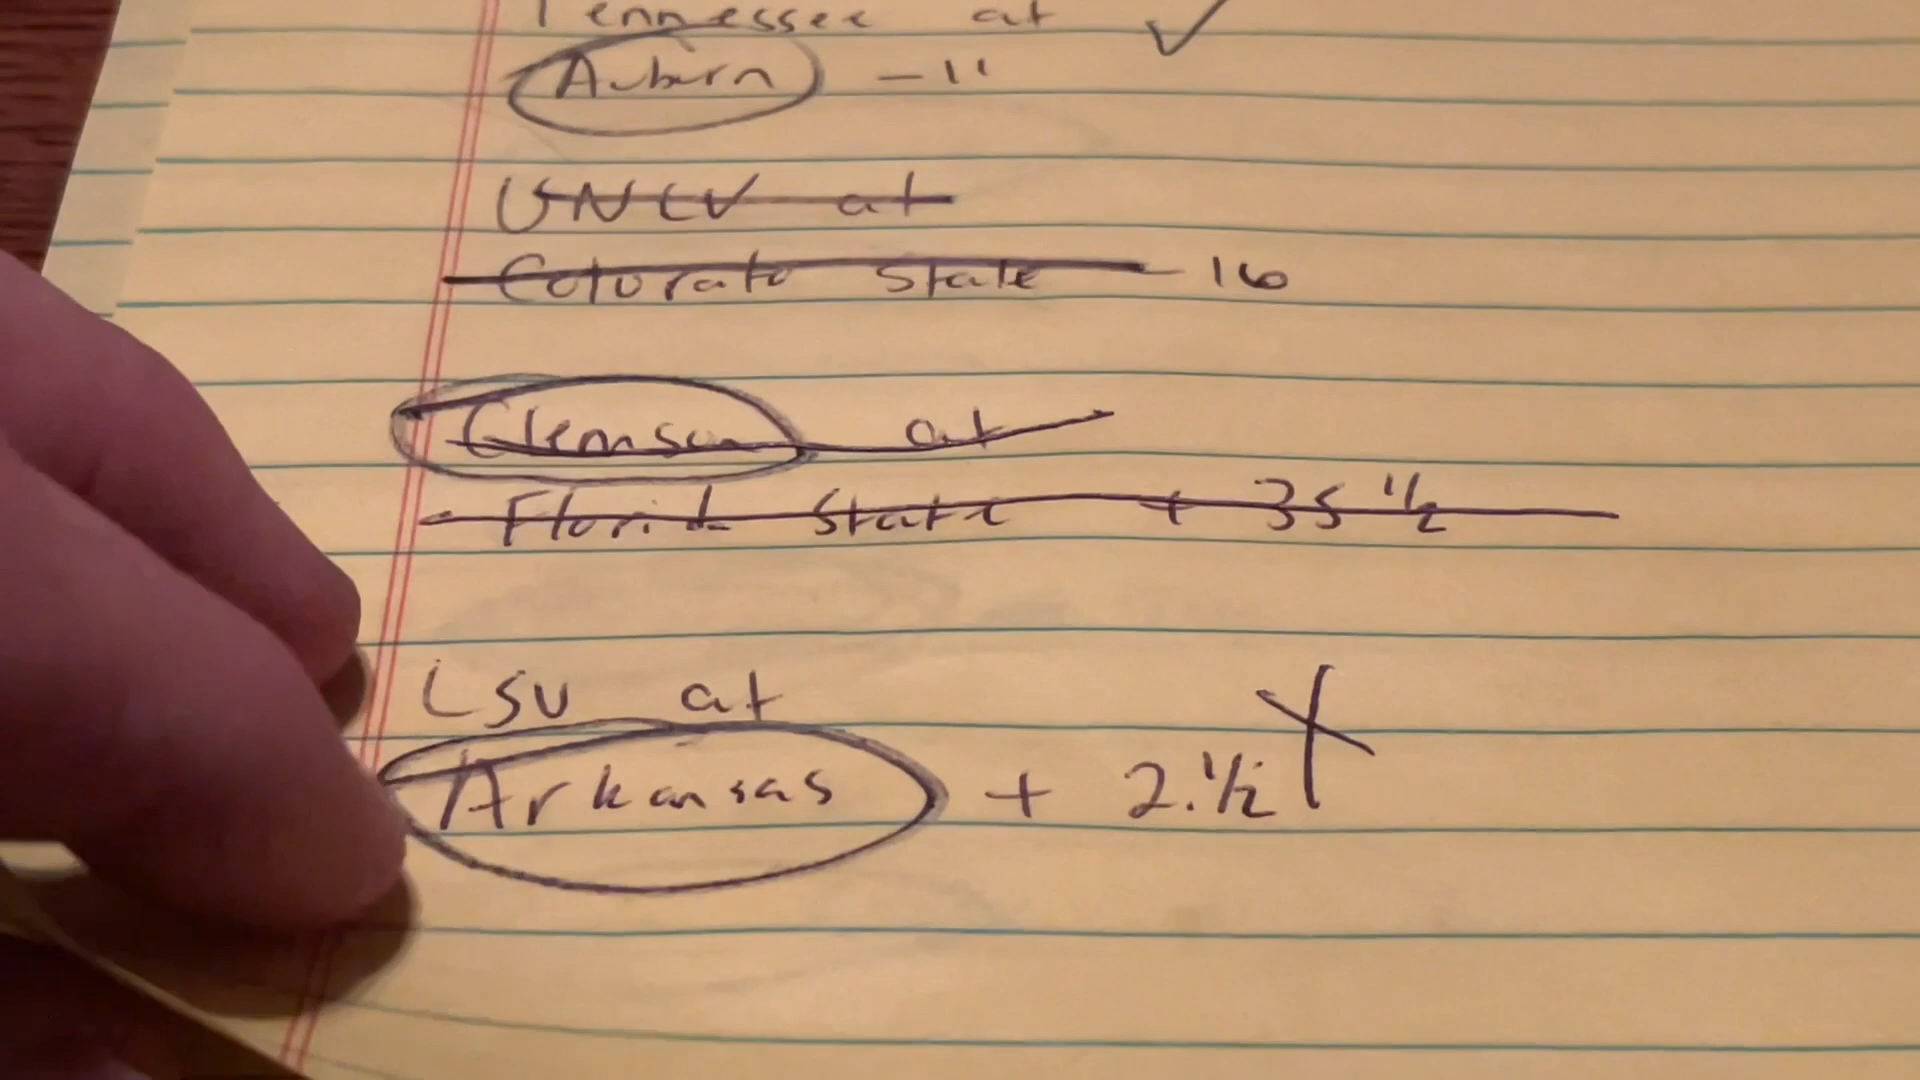 Tennessee at ✓
Auburn -11
UNLV at
Colorado State - 16
Clemson at
Florida State + 35 1/2
LSU at
Arkansas + 2.1/2 X